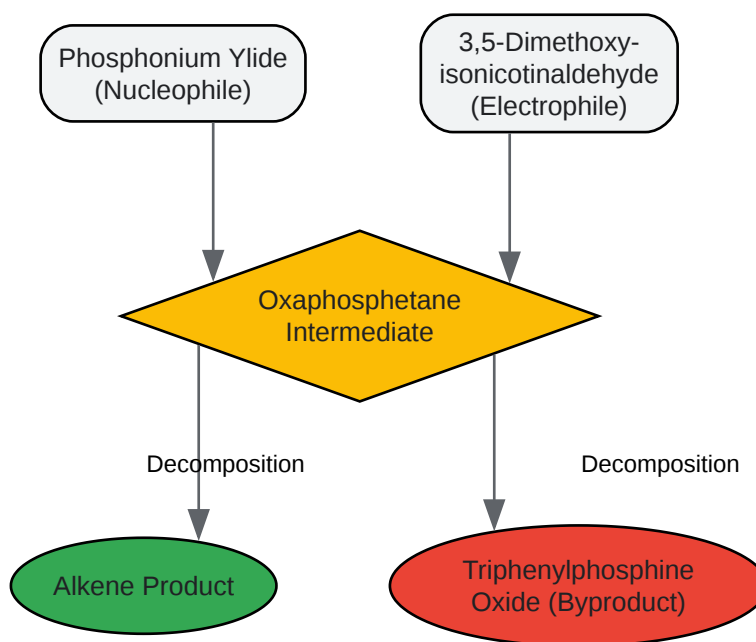 Phosphonium Ylide
(Nucleophile)
3,5-Dimethoxy-
isonicotinaldehyde
(Electrophile)
Oxaphosphetane
Intermediate
Decomposition
Decomposition
Alkene Product
Triphenylphosphine
Oxide (Byproduct)